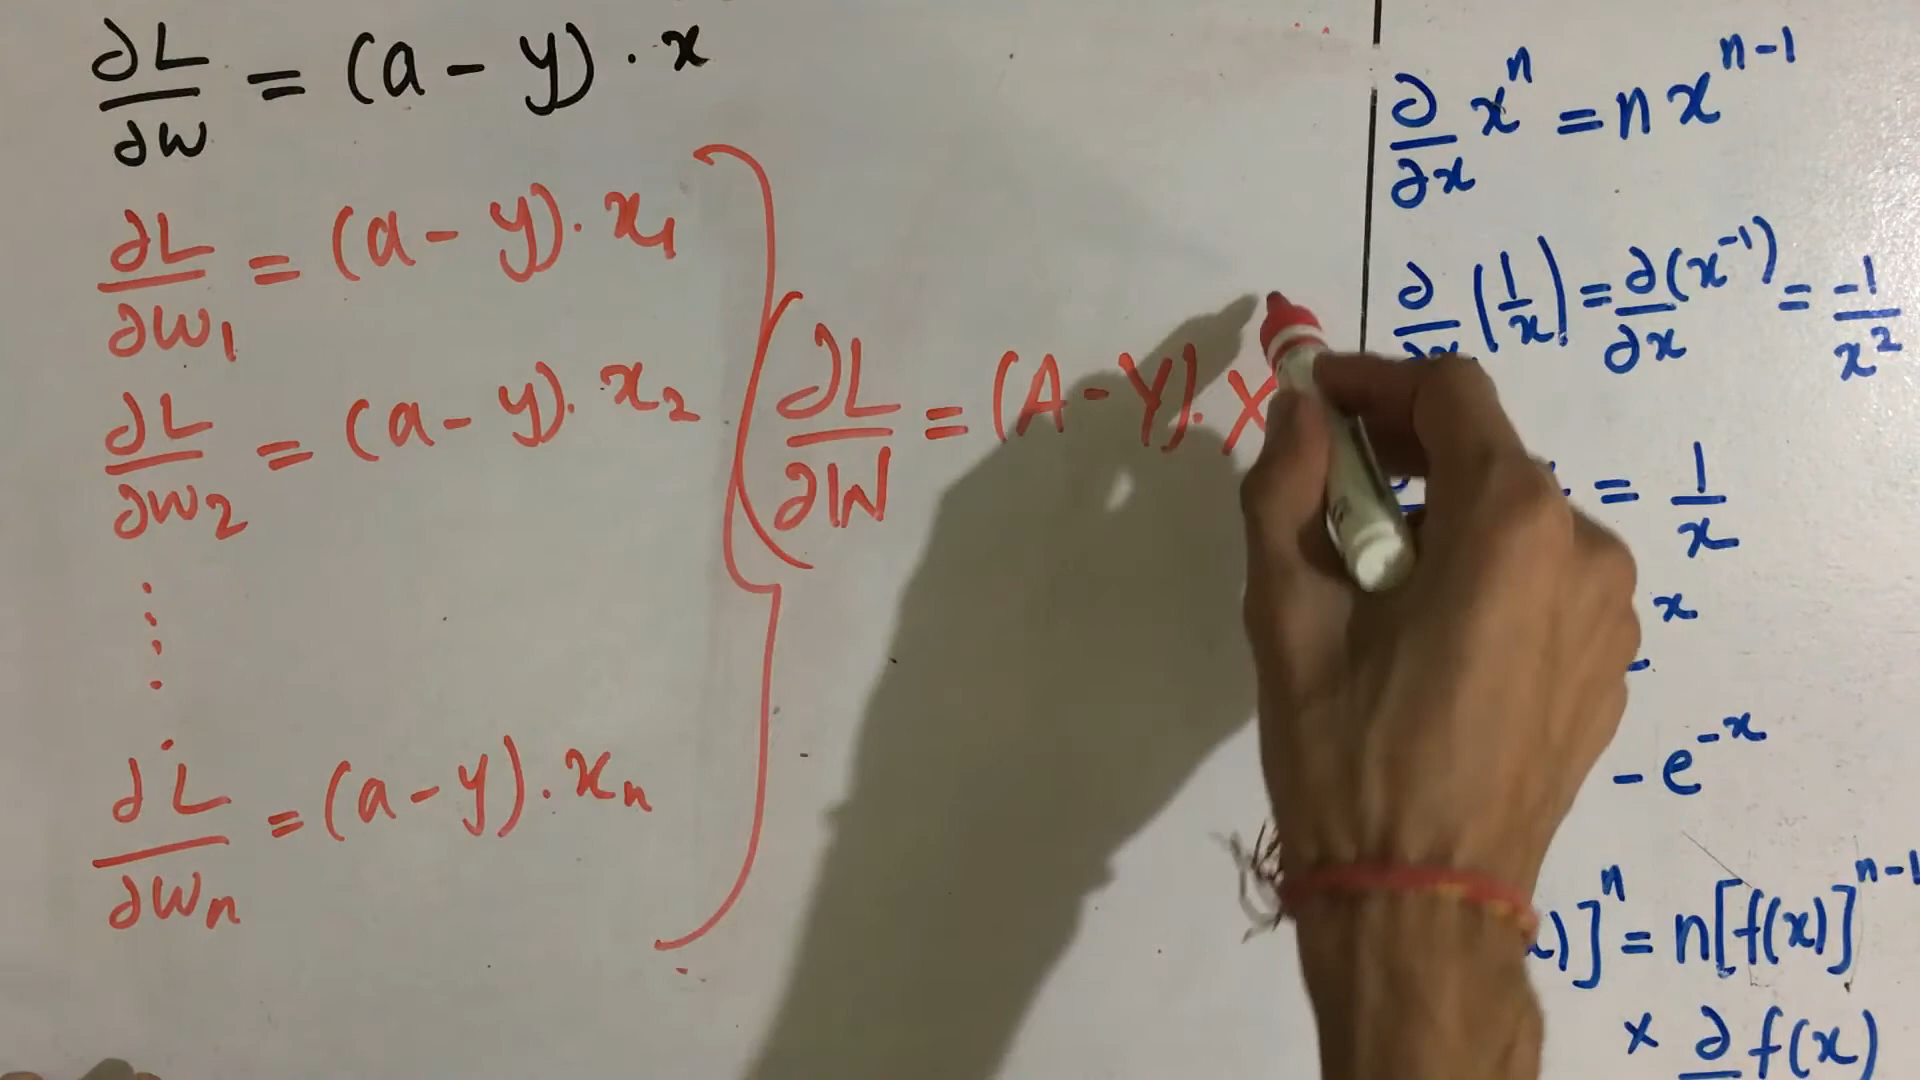 ∂L/∂w = (a - y) · x
∂L/∂w₁ = (a - y) · x₁
∂L/∂w₂ = (a - y) · x₂
∂L/∂wₙ = (a - y) · xₙ
∂L/∂W = (A - Y) · X
∂/∂x xⁿ = n xⁿ⁻¹
∂/∂x (1/x) = ∂(x⁻¹)/∂x = -1/x²
= 1/x
x
- e⁻ˣ
)]ⁿ = n[f(x)]ⁿ⁻¹
× ∂ f(x)